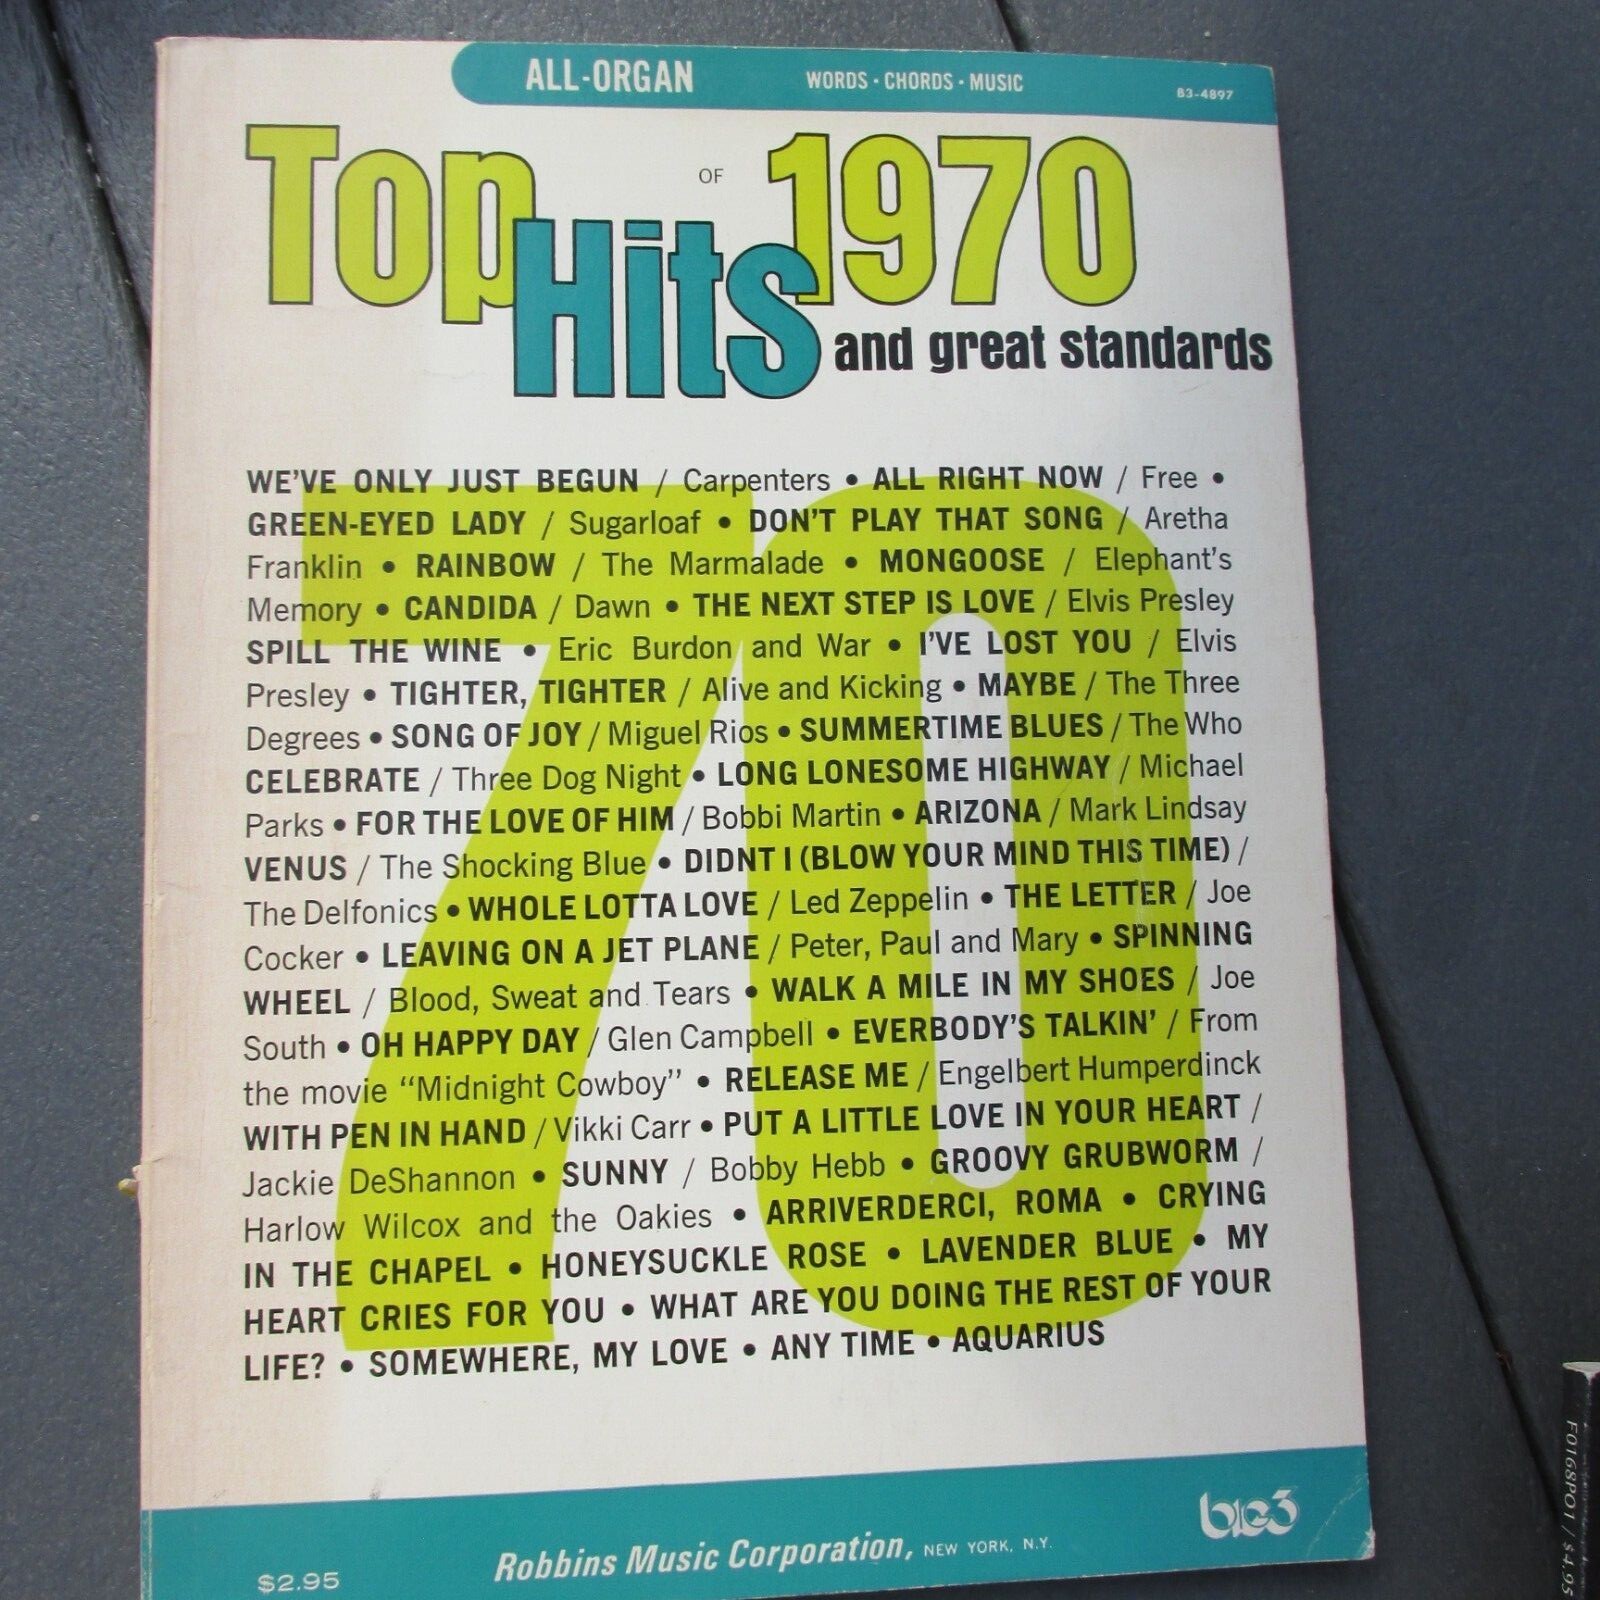 ALL-ORGAN WORDS • CHORDS • MUSIC B3-4897
Top OF 1970
Hits and great standards
WE'VE ONLY JUST BEGUN / Carpenters • ALL RIGHT NOW / Free •
GREEN-EYED LADY / Sugarloaf • DON'T PLAY THAT SONG / Aretha
Franklin • RAINBOW / The Marmalade • MONGOOSE / Elephant's
Memory • CANDIDA / Dawn • THE NEXT STEP IS LOVE / Elvis Presley
SPILL THE WINE • Eric Burdon and War • I'VE LOST YOU / Elvis
Presley • TIGHTER, TIGHTER / Alive and Kicking • MAYBE / The Three
Degrees • SONG OF JOY / Miguel Rios • SUMMERTIME BLUES / The Who
CELEBRATE / Three Dog Night • LONG LONESOME HIGHWAY / Michael
Parks • FOR THE LOVE OF HIM / Bobbi Martin • ARIZONA / Mark Lindsay
VENUS / The Shocking Blue • DIDNT I (BLOW YOUR MIND THIS TIME) /
The Delfonics • WHOLE LOTTA LOVE / Led Zeppelin • THE LETTER / Joe
Cocker • LEAVING ON A JET PLANE / Peter, Paul and Mary • SPINNING
WHEEL / Blood, Sweat and Tears • WALK A MILE IN MY SHOES / Joe
South • OH HAPPY DAY / Glen Campbell • EVERBODY'S TALKIN' / From
the movie "Midnight Cowboy" • RELEASE ME / Engelbert Humperdinck
WITH PEN IN HAND / Vikki Carr • PUT A LITTLE LOVE IN YOUR HEART /
Jackie DeShannon • SUNNY / Bobby Hebb • GROOVY GRUBWORM /
Harlow Wilcox and the Oakies • ARRIVERDERCI, ROMA • CRYING
IN THE CHAPEL • HONEYSUCKLE ROSE • LAVENDER BLUE • MY
HEART CRIES FOR YOU • WHAT ARE YOU DOING THE REST OF YOUR
LIFE? • SOMEWHERE, MY LOVE • ANY TIME • AQUARIUS
70
big3
$2.95 Robbins Music Corporation, NEW YORK, N.Y.
F0168PO1 / $4.95